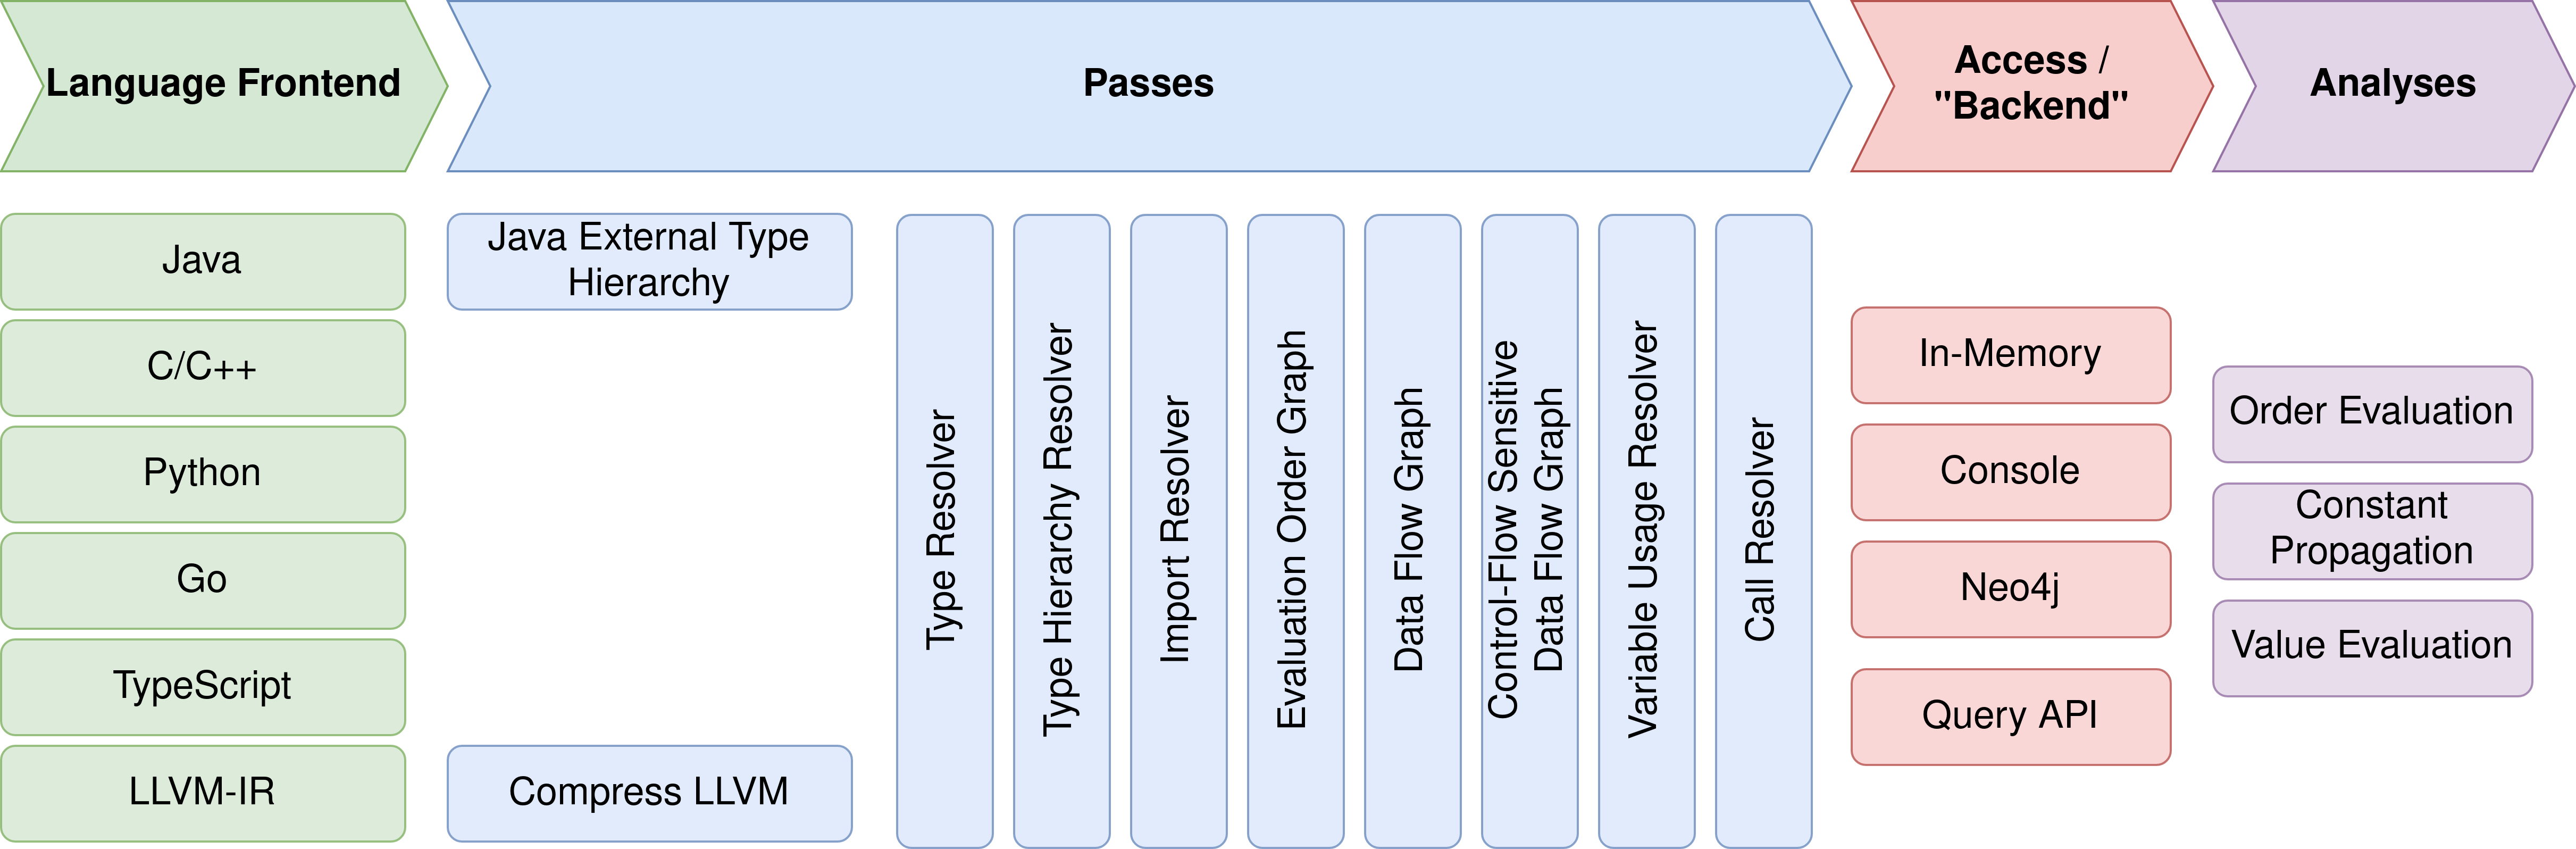 Language Frontend
Passes
Access /
"Backend"
Analyses
Java
C/C++
Python
Go
TypeScript
LLVM-IR
Java External Type
Hierarchy
Compress LLVM
Type Resolver
Type Hierarchy Resolver
Import Resolver
Evaluation Order Graph
Data Flow Graph
Control-Flow Sensitive
Data Flow Graph
Variable Usage Resolver
Call Resolver
In-Memory
Console
Neo4j
Query API
Order Evaluation
Constant
Propagation
Value Evaluation